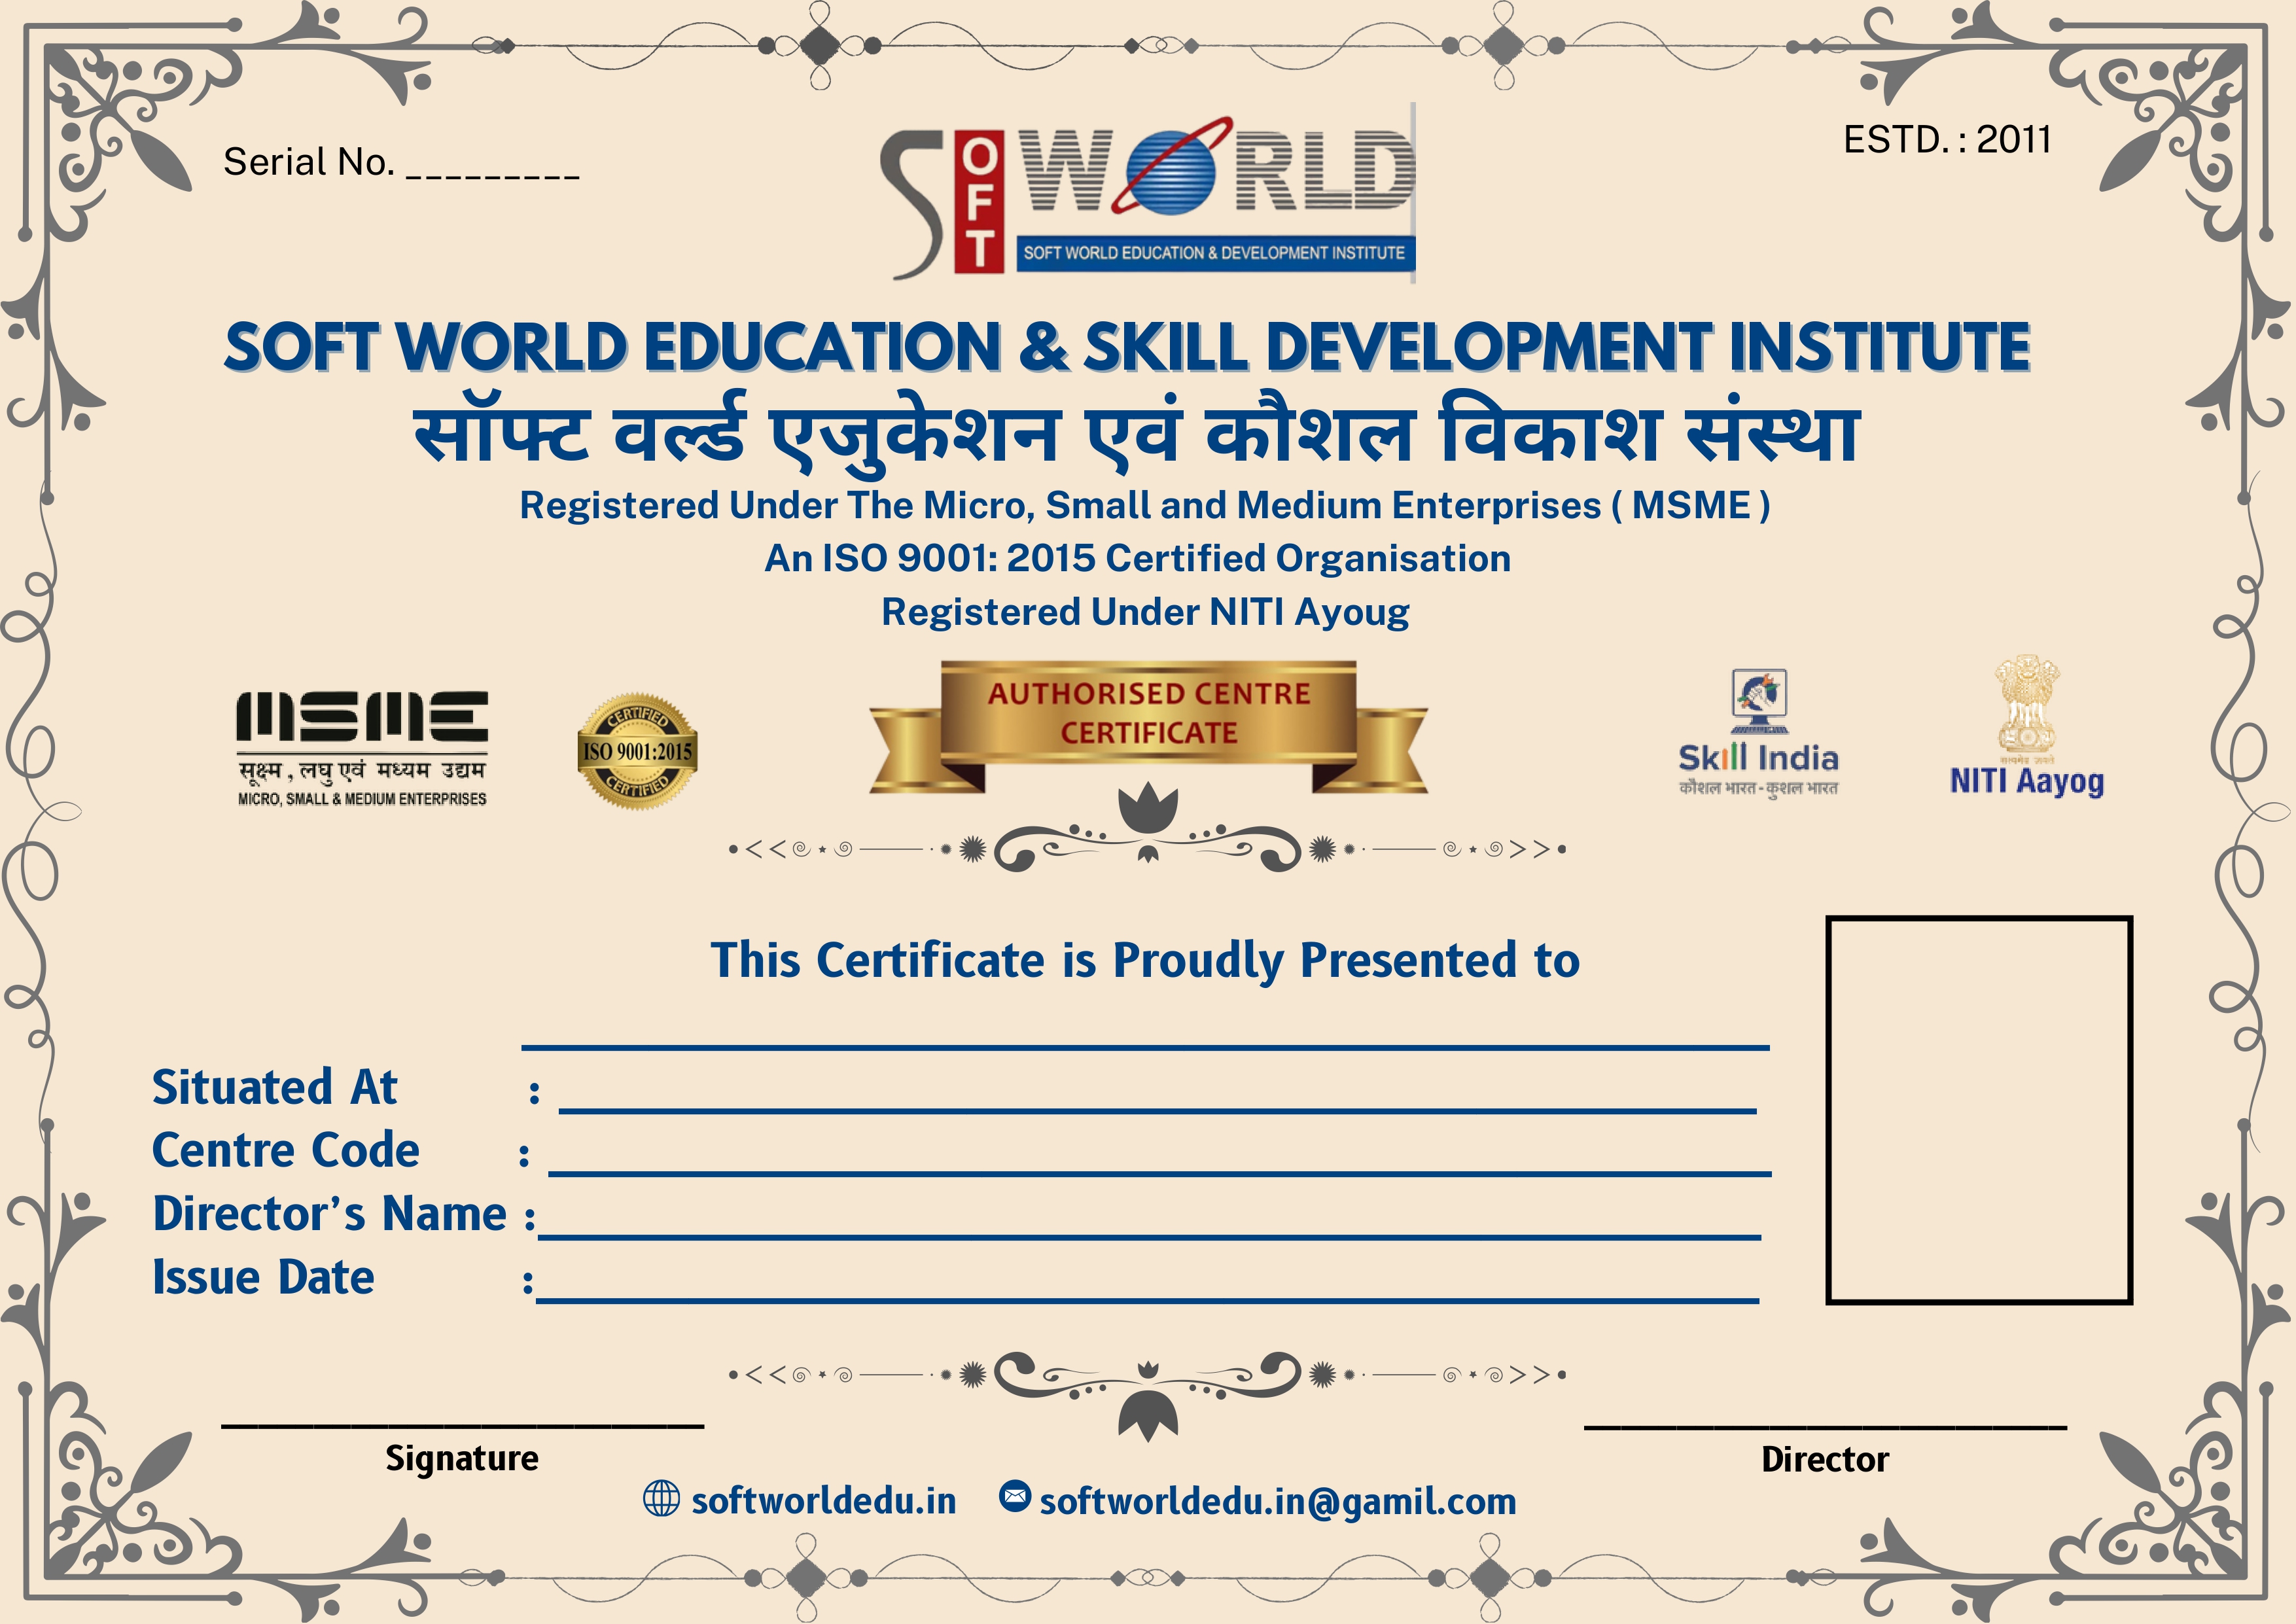 Serial No. _________
ESTD. : 2011
SOFT WORLD
SOFT WORLD EDUCATION & DEVELOPMENT INSTITUTE
SOFT WORLD EDUCATION & SKILL DEVELOPMENT INSTITUTE
सॉफ्ट वर्ल्ड एजुकेशन एवं कौशल विकाश संस्था
Registered Under The Micro, Small and Medium Enterprises ( MSME )
An ISO 9001: 2015 Certified Organisation
Registered Under NITI Ayoug
MSME
सूक्ष्म, लघु एवं मध्यम उद्यम
MICRO, SMALL & MEDIUM ENTERPRISES
CERTIFIED
ISO 9001:2015
CERTIFIED
AUTHORISED CENTRE
CERTIFICATE
Skill India
कौशल भारत - कुशल भारत
सत्यमेव जयते
NITI Aayog
This Certificate is Proudly Presented to
Situated At :
Centre Code :
Director's Name :
Issue Date :
Signature
Director
softworldedu.in
softworldedu.in@gamil.com